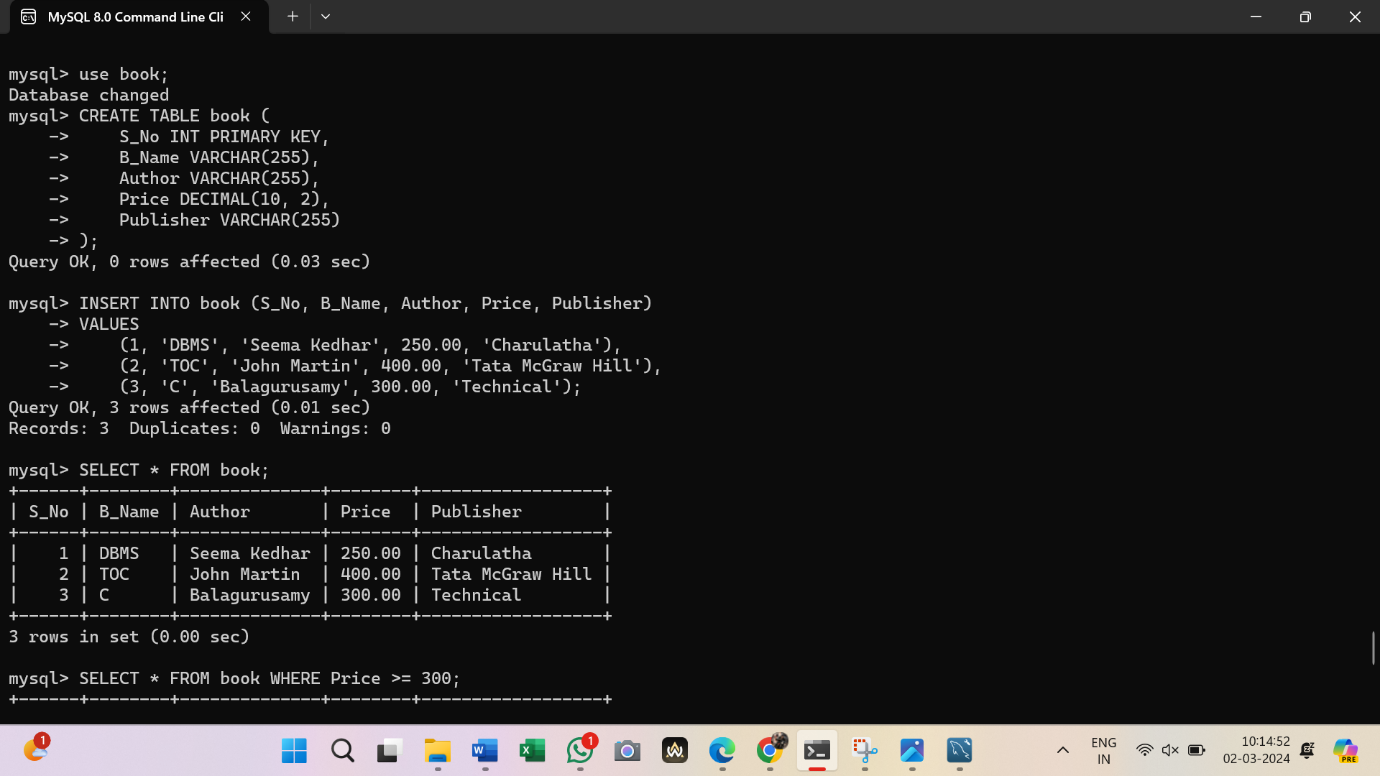 MySQL 8.0 Command Line Cli
mysql> use book;
Database changed
mysql> CREATE TABLE book (
    ->     S_No INT PRIMARY KEY,
    ->     B_Name VARCHAR(255),
    ->     Author VARCHAR(255),
    ->     Price DECIMAL(10, 2),
    ->     Publisher VARCHAR(255)
    -> );
Query OK, 0 rows affected (0.03 sec)
mysql> INSERT INTO book (S_No, B_Name, Author, Price, Publisher)
    -> VALUES
    ->     (1, 'DBMS', 'Seema Kedhar', 250.00, 'Charulatha'),
    ->     (2, 'TOC', 'John Martin', 400.00, 'Tata McGraw Hill'),
    ->     (3, 'C', 'Balagurusamy', 300.00, 'Technical');
Query OK, 3 rows affected (0.01 sec)
Records: 3  Duplicates: 0  Warnings: 0
mysql> SELECT * FROM book;
+------+--------+--------------+--------+------------------+
| S_No | B_Name | Author       | Price  | Publisher        |
+------+--------+--------------+--------+------------------+
|    1 | DBMS   | Seema Kedhar | 250.00 | Charulatha       |
|    2 | TOC    | John Martin  | 400.00 | Tata McGraw Hill |
|    3 | C      | Balagurusamy | 300.00 | Technical        |
+------+--------+--------------+--------+------------------+
3 rows in set (0.00 sec)
mysql> SELECT * FROM book WHERE Price >= 300;
+------+--------+--------------+--------+------------------+
1
1
ENG
IN
10:14:52
02-03-2024
PRE